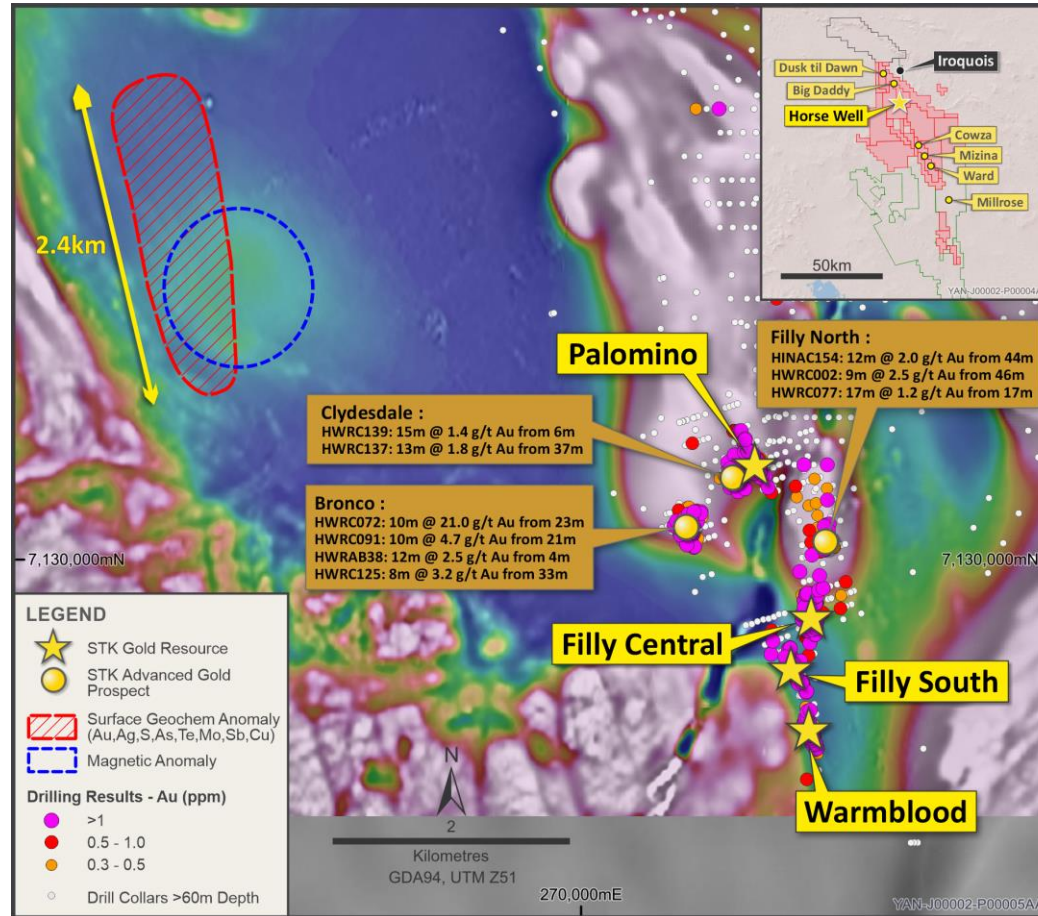 Dusk til Dawn
Iroquois
Big Daddy
Horse Well
Cowza
Mizina
Ward
Millrose
50km
YAN-J00002-P00004AA
2.4km
Palomino
Filly North :
HINAC154: 12m @ 2.0 g/t Au from 44m
HWRC002: 9m @ 2.5 g/t Au from 46m
HWRC077: 17m @ 1.2 g/t Au from 17m
Clydesdale :
HWRC139: 15m @ 1.4 g/t Au from 6m
HWRC137: 13m @ 1.8 g/t Au from 37m
Bronco :
HWRC072: 10m @ 21.0 g/t Au from 23m
HWRC091: 10m @ 4.7 g/t Au from 21m
HWRAB38: 12m @ 2.5 g/t Au from 4m
HWRC125: 8m @ 3.2 g/t Au from 33m
7,130,000mN
7,130,000mN
Filly Central
Filly South
Warmblood
LEGEND
STK Gold Resource
STK Advanced Gold
Prospect
Surface Geochem Anomaly
(Au,Ag,S,As,Te,Mo,Sb,Cu)
Magnetic Anomaly
Drilling Results - Au (ppm)
>1
0.5 - 1.0
0.3 - 0.5
Drill Collars >60m Depth
N
2
Kilometres
GDA94, UTM Z51
270,000mE
YAN-J00002-P00005AA